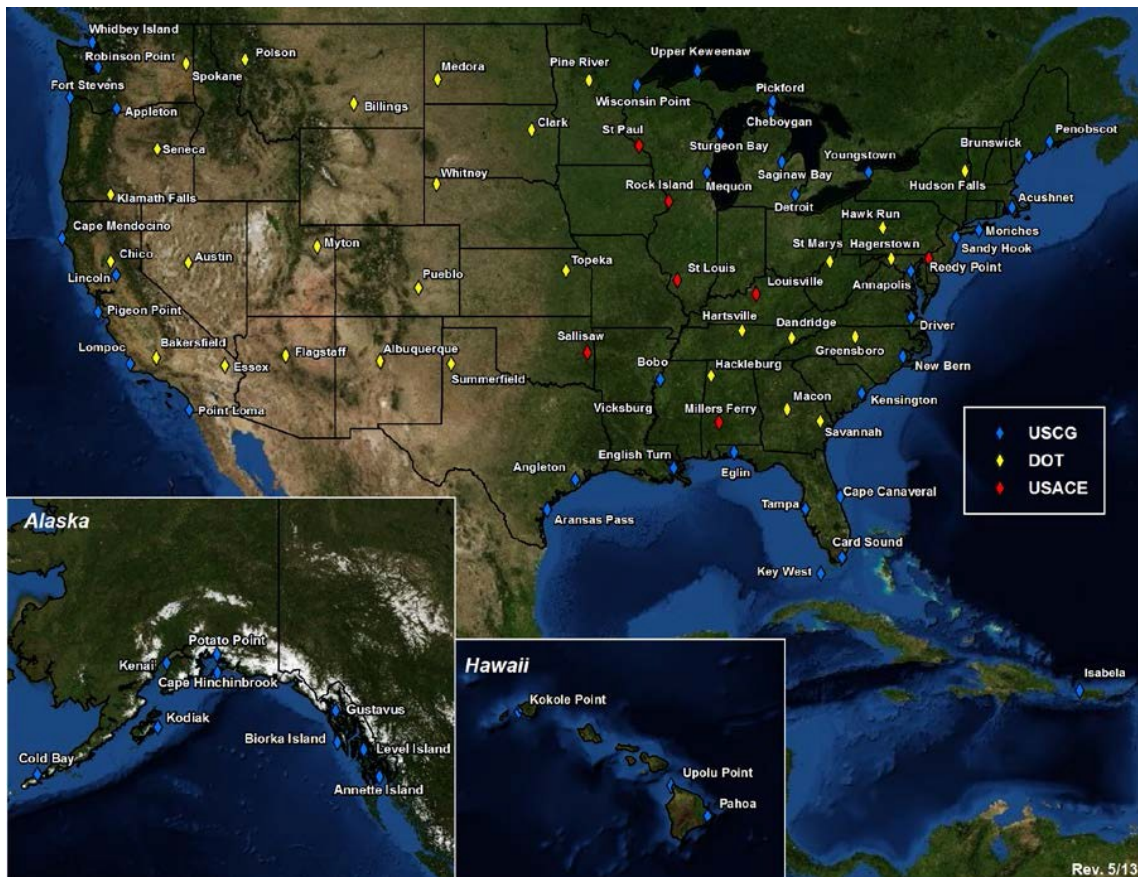 Whidbey Island
Robinson Point
Polson
Spokane
Fort Stevens
Appleton
Billings
Medora
Pine River
Upper Keweenaw
Wisconsin Point
Pickford
Cheboygan
Clark
St Paul
Sturgeon Bay
Penobscot
Brunswick
Youngstown
Seneca
Saginaw Bay
Whitney
Rock Island
Mequon
Hudson Falls
Klamath Falls
Detroit
Acushnet
Cape Mendocino
Hawk Run
Moriches
Myton
St Marys
Hagerstown
Sandy Hook
Chico
Austin
Topeka
Lincoln
Pueblo
St Louis
Louisville
Reedy Point
Annapolis
Pigeon Point
Hartsville
Driver
Dandridge
Sallisaw
Lompoc
Bakersfield
Essex
Flagstaff
Albuquerque
Summerfield
Greensboro
Bobo
Hackleburg
New Bern
Kensington
Point Loma
Vicksburg
Millers Ferry
Macon
Savannah
USCG
DOT
USACE
English Turn
Eglin
Angleton
Aransas Pass
Tampa
Cape Canaveral
Card Sound
Key West
Isabela
Alaska
Potato Point
Kenai
Cape Hinchinbrook
Gustavus
Kodiak
Biorka Island
Level Island
Cold Bay
Annette Island
Hawaii
Kokole Point
Upolu Point
Pahoa
Rev. 5/13